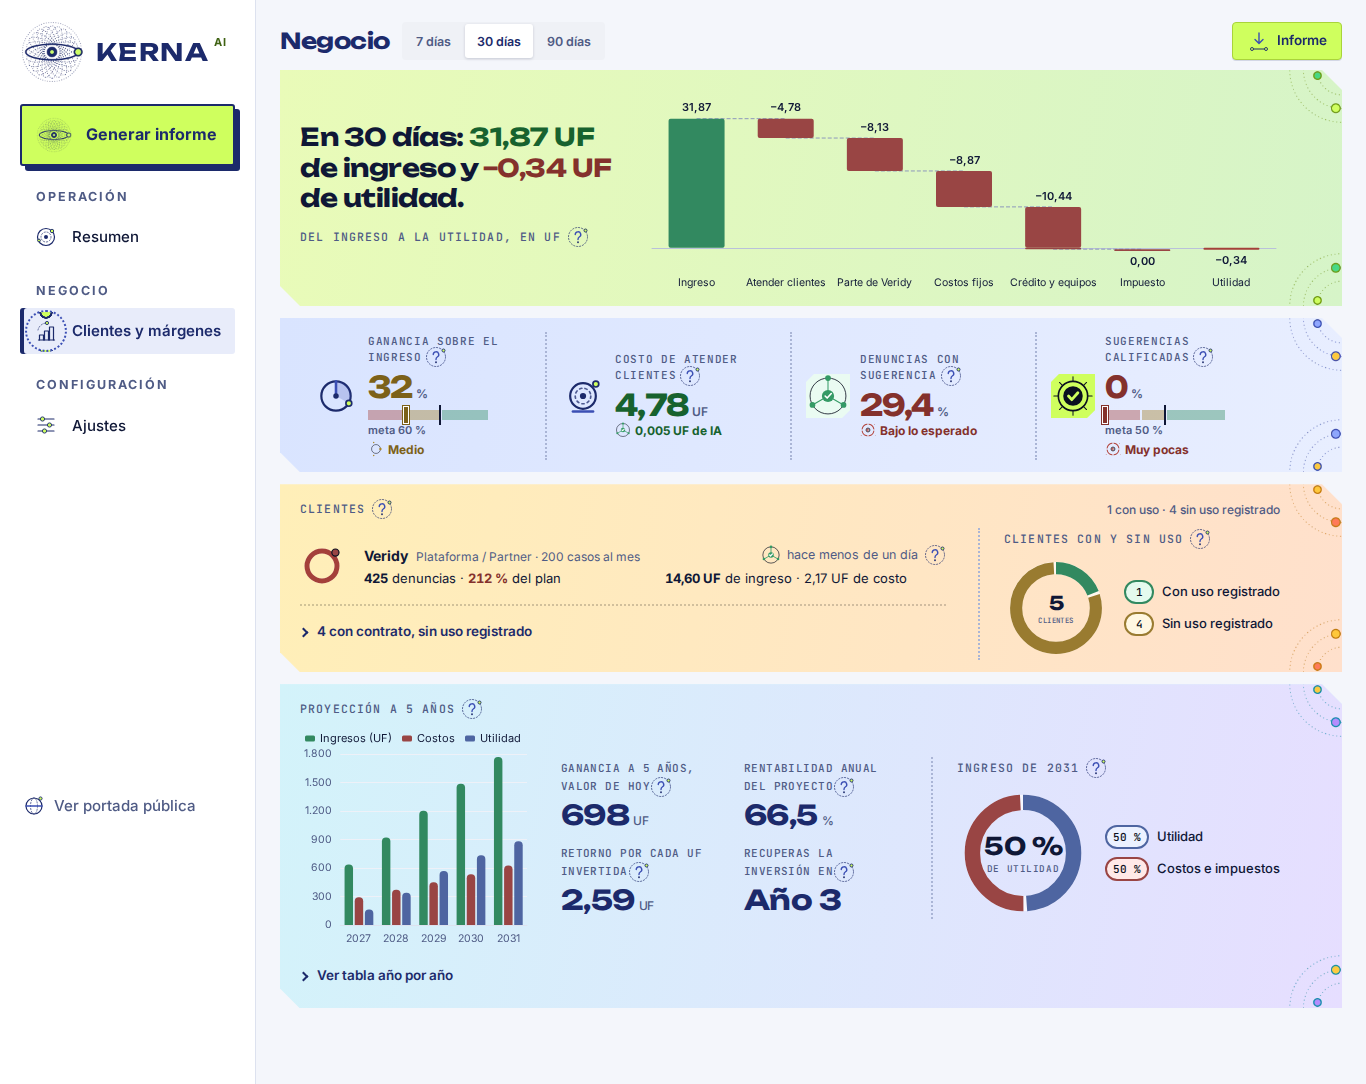 KERNA AI
Generar informe
OPERACIÓN
Resumen
NEGOCIO
Clientes y márgenes
CONFIGURACIÓN
Ajustes
Ver portada pública
Negocio
7 días
30 días
90 días
Informe
En 30 días: 31,87 UF
de ingreso y −0,34 UF
de utilidad.
DEL INGRESO A LA UTILIDAD, EN UF ?
31,87
−4,78
−8,13
−8,87
−10,44
0,00
−0,34
Ingreso
Atender clientes
Parte de Veridy
Costos fijos
Crédito y equipos
Impuesto
Utilidad
GANANCIA SOBRE EL
INGRESO ?
32 %
meta 60 %
Medio
COSTO DE ATENDER
CLIENTES ?
4,78 UF
0,005 UF de IA
DENUNCIAS CON
SUGERENCIA ?
29,4 %
Bajo lo esperado
SUGERENCIAS
CALIFICADAS ?
0 %
meta 50 %
Muy pocas
CLIENTES ?
1 con uso · 4 sin uso registrado
Veridy Plataforma / Partner · 200 casos al mes
hace menos de un día ?
425 denuncias · 212 % del plan
14,60 UF de ingreso · 2,17 UF de costo
4 con contrato, sin uso registrado
CLIENTES CON Y SIN USO ?
5
CLIENTES
1 Con uso registrado
4 Sin uso registrado
PROYECCIÓN A 5 AÑOS ?
Ingresos (UF) Costos Utilidad
1.800
1.500
1.200
900
600
300
0
2027 2028 2029 2030 2031
GANANCIA A 5 AÑOS,
VALOR DE HOY ?
698 UF
RENTABILIDAD ANUAL
DEL PROYECTO ?
66,5 %
RETORNO POR CADA UF
INVERTIDA ?
2,59 UF
RECUPERAS LA
INVERSIÓN EN ?
Año 3
INGRESO DE 2031 ?
50 %
DE UTILIDAD
50 % Utilidad
50 % Costos e impuestos
Ver tabla año por año